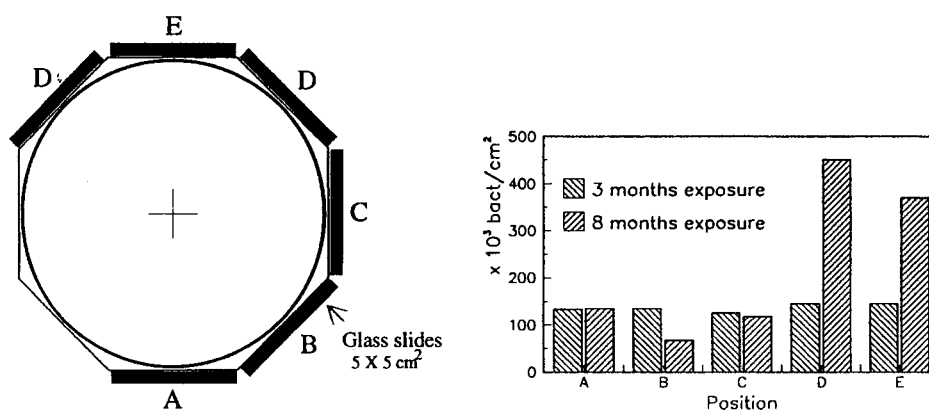 E
D
D
C
B
A
Glass slides
5 X 5 cm²
× 10³ bact/cm²
500
400
300
200
100
0
3 months exposure
8 months exposure
A B C D E
Position